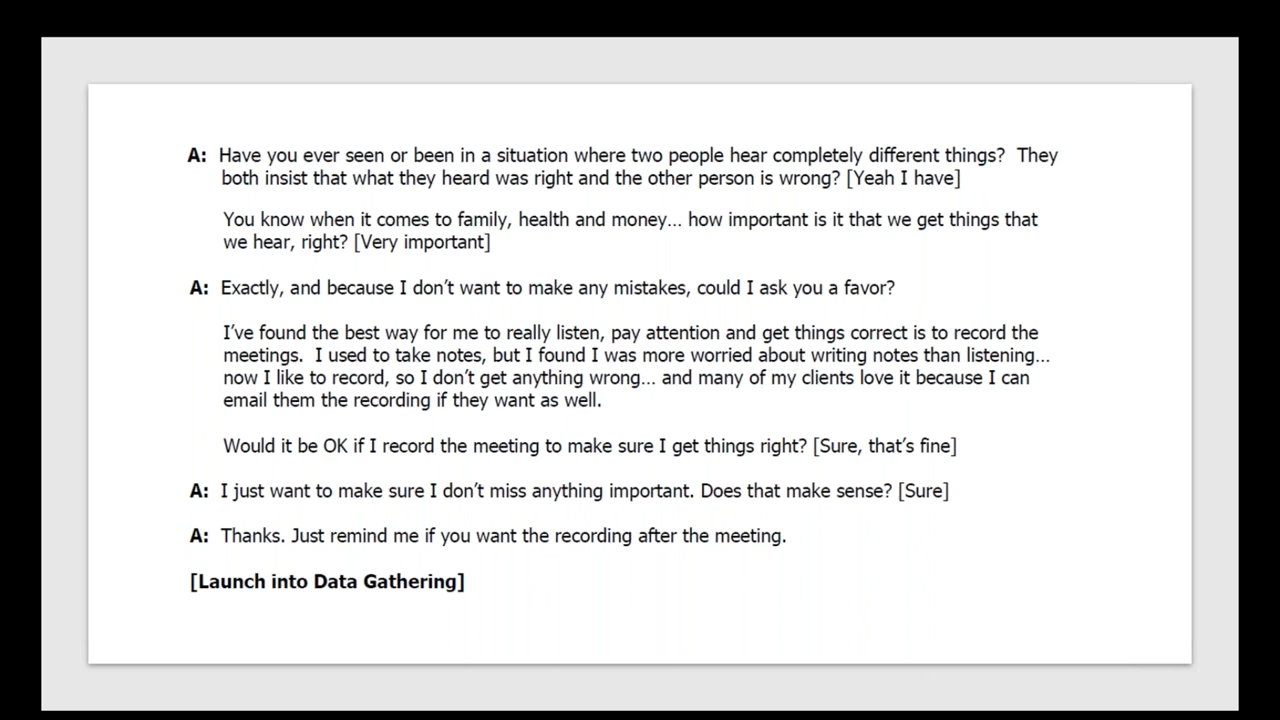 A: Have you ever seen or been in a situation where two people hear completely different things?  They
both insist that what they heard was right and the other person is wrong? [Yeah I have]
You know when it comes to family, health and money... how important is it that we get things that
we hear, right? [Very important]
A: Exactly, and because I don’t want to make any mistakes, could I ask you a favor?
I’ve found the best way for me to really listen, pay attention and get things correct is to record the
meetings.  I used to take notes, but I found I was more worried about writing notes than listening...
now I like to record, so I don’t get anything wrong... and many of my clients love it because I can
email them the recording if they want as well.
Would it be OK if I record the meeting to make sure I get things right? [Sure, that’s fine]
A: I just want to make sure I don’t miss anything important. Does that make sense? [Sure]
A: Thanks. Just remind me if you want the recording after the meeting.
[Launch into Data Gathering]